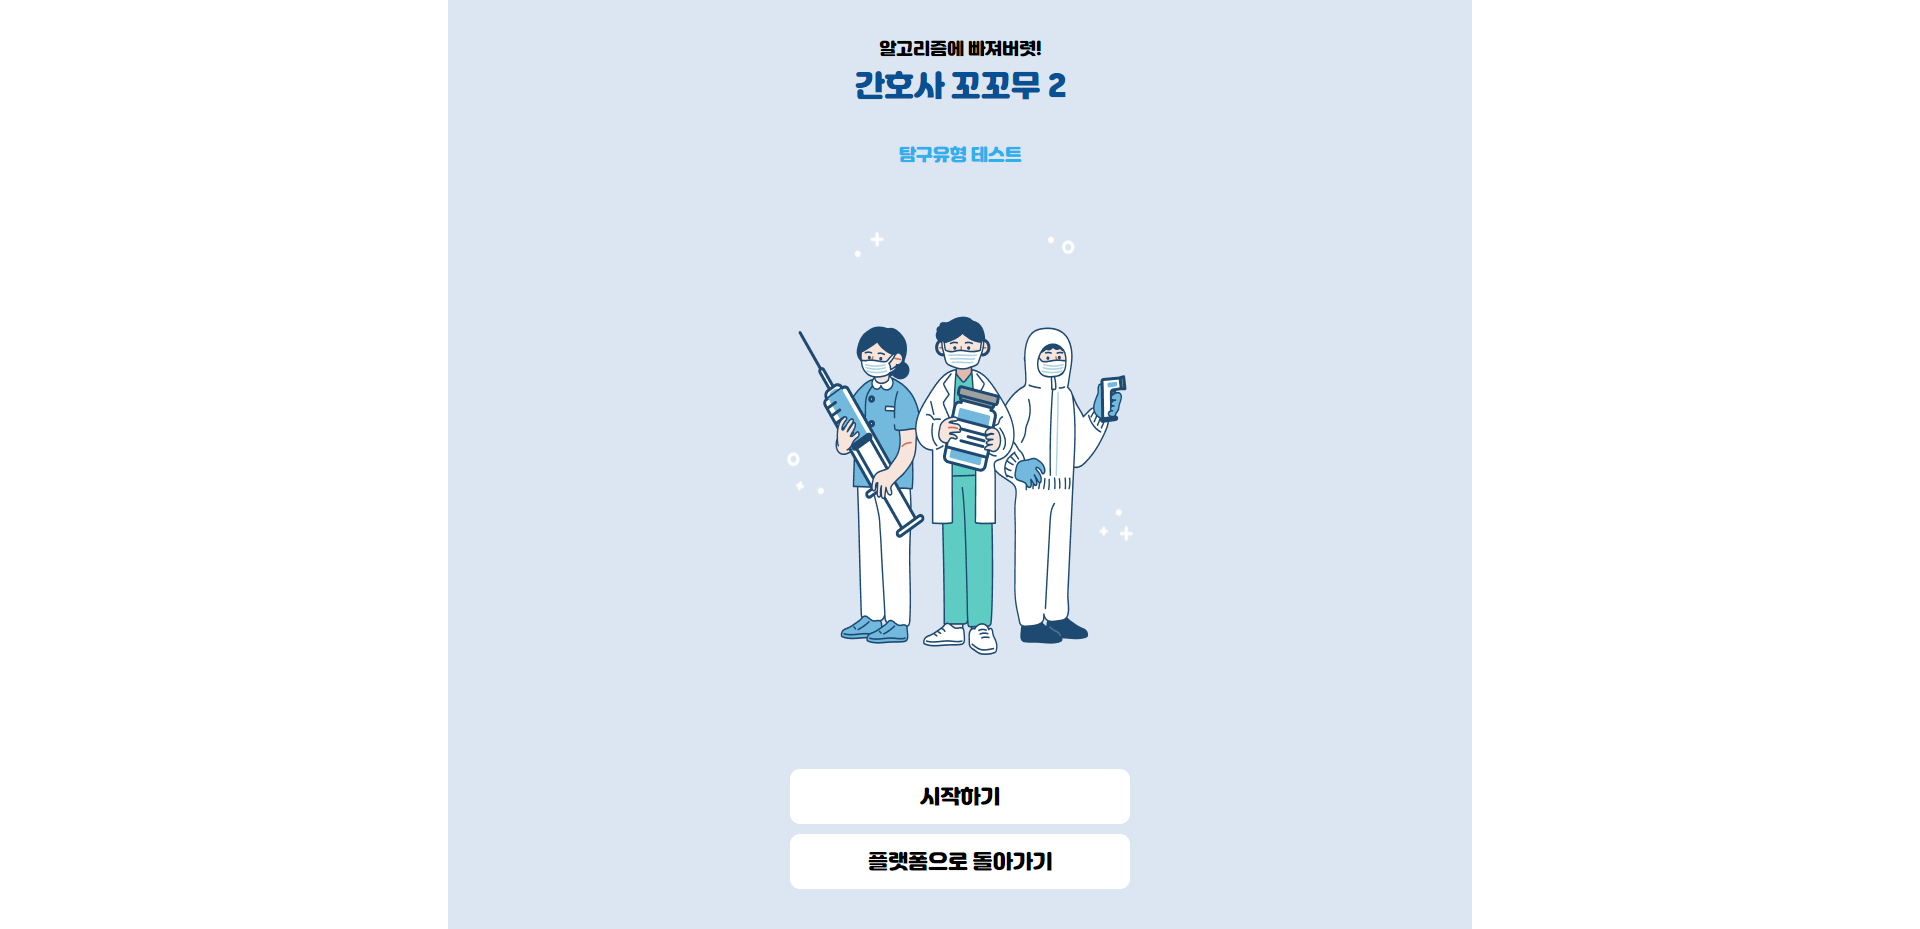 알고리즘에 빠져버렷!
간호사 꼬꼬무 2
탐구유형 테스트
시작하기
플랫폼으로 돌아가기